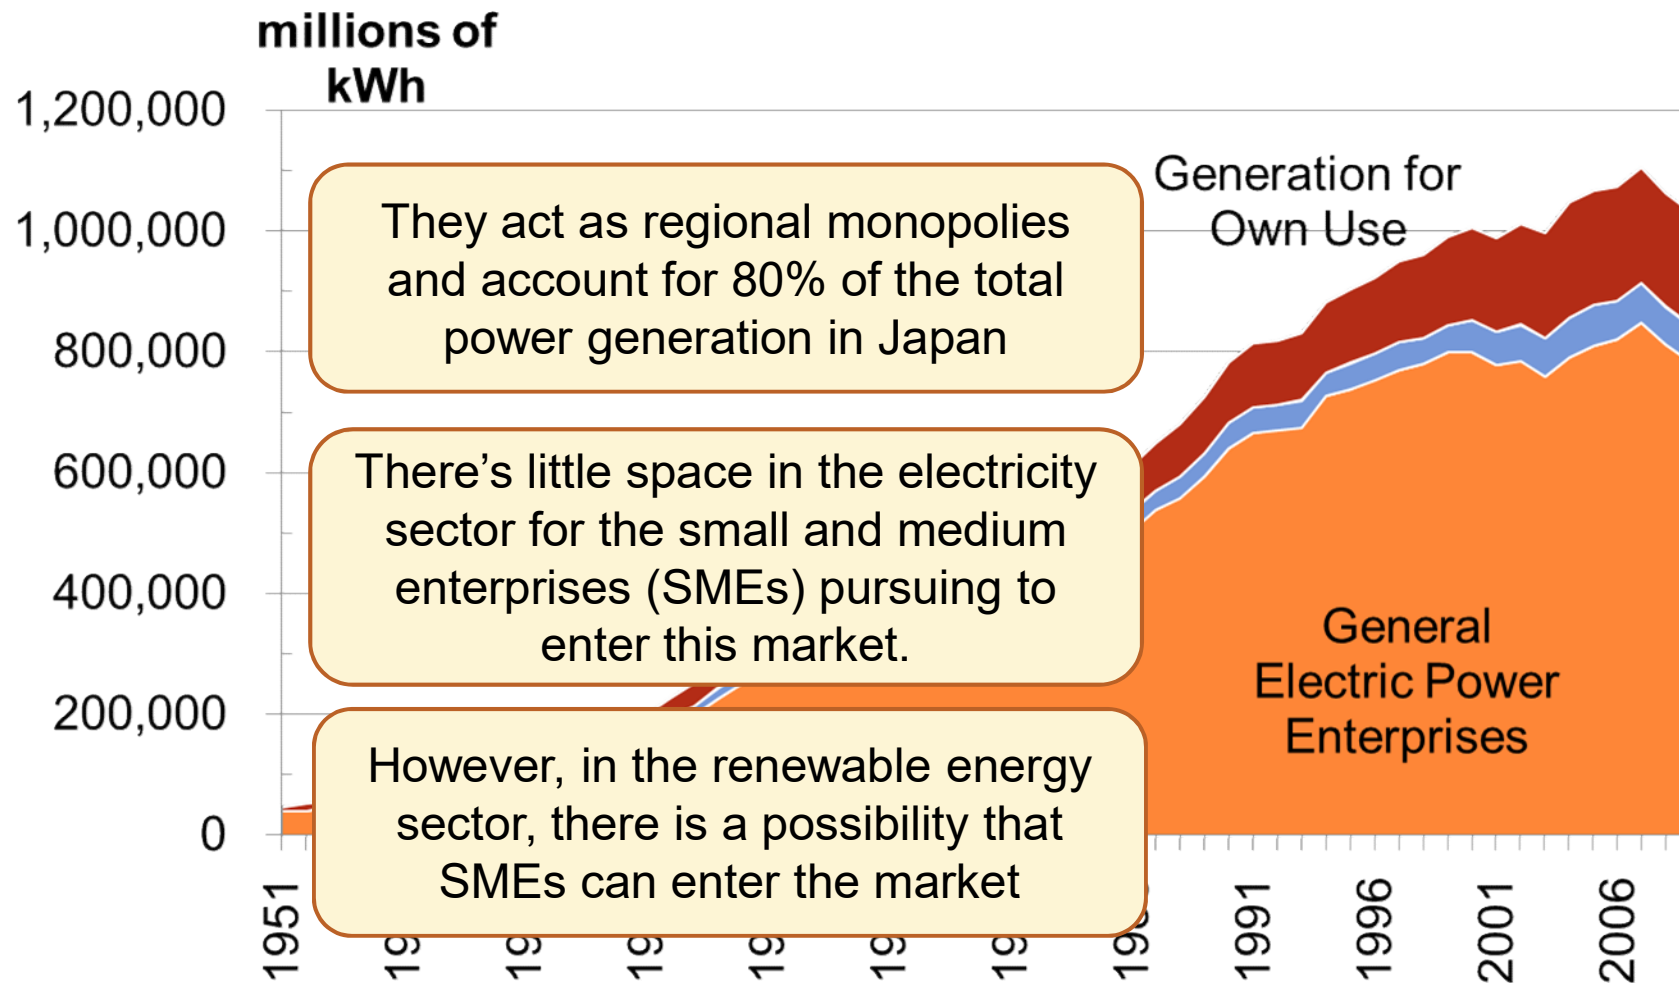 millions of
kWh
1,200,000
1,000,000
800,000
600,000
400,000
200,000
0
They act as regional monopolies
and account for 80% of the total
power generation in Japan
There’s little space in the electricity
sector for the small and medium
enterprises (SMEs) pursuing to
enter this market.
However, in the renewable energy
sector, there is a possibility that
SMEs can enter the market
Generation for
Own Use
General
Electric Power
Enterprises
1951
1991
1996
2001
2006